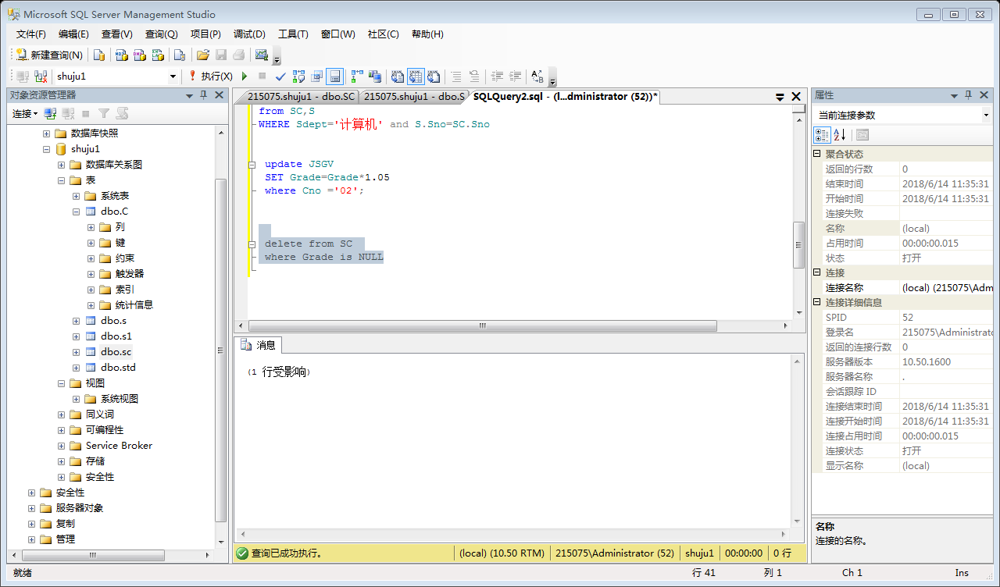 Microsoft SQL Server Management Studio
文件(F) 编辑(E) 查看(V) 查询(Q) 项目(P) 调试(D) 工具(T) 窗口(W) 社区(C) 帮助(H)
新建查询(N)
shuju1 执行(X)
对象资源管理器
连接
数据库快照
shuju1
数据库关系图
表
系统表
dbo.C
列
键
约束
触发器
索引
统计信息
dbo.s
dbo.s1
dbo.sc
dbo.std
视图
系统视图
同义词
可编程性
Service Broker
存储
安全性
安全性
服务器对象
复制
管理
215075.shuju1 - dbo.SC 215075.shuju1 - dbo.S SQLQuery2.sql - (l...dministrator (52))*
from SC,S
WHERE Sdept='计算机' and S.Sno=SC.Sno
update JSGV
SET Grade=Grade*1.05
where Cno ='02';
delete from SC
where Grade is NULL
消息
(1 行受影响)
查询已成功执行。 (local) (10.50 RTM) 215075\Administrator (52) shuju1 00:00:00 0 行
属性
当前连接参数
聚合状态
返回的行数 0
结束时间 2018/6/14 11:35:31
开始时间 2018/6/14 11:35:31
连接失败
名称 (local)
占用时间 00:00:00.015
状态 打开
连接
连接名称 (local) (215075\Adm
连接详细信息
SPID 52
登录名 215075\Administrato
返回的连接行数 0
服务器版本 10.50.1600
服务器名称 .
会话跟踪 ID
连接结束时间 2018/6/14 11:35:31
连接开始时间 2018/6/14 11:35:31
连接占用时间 00:00:00.015
连接状态 打开
显示名称 (local)
名称
连接的名称。
就绪 行 41 列 1 Ch 1 Ins